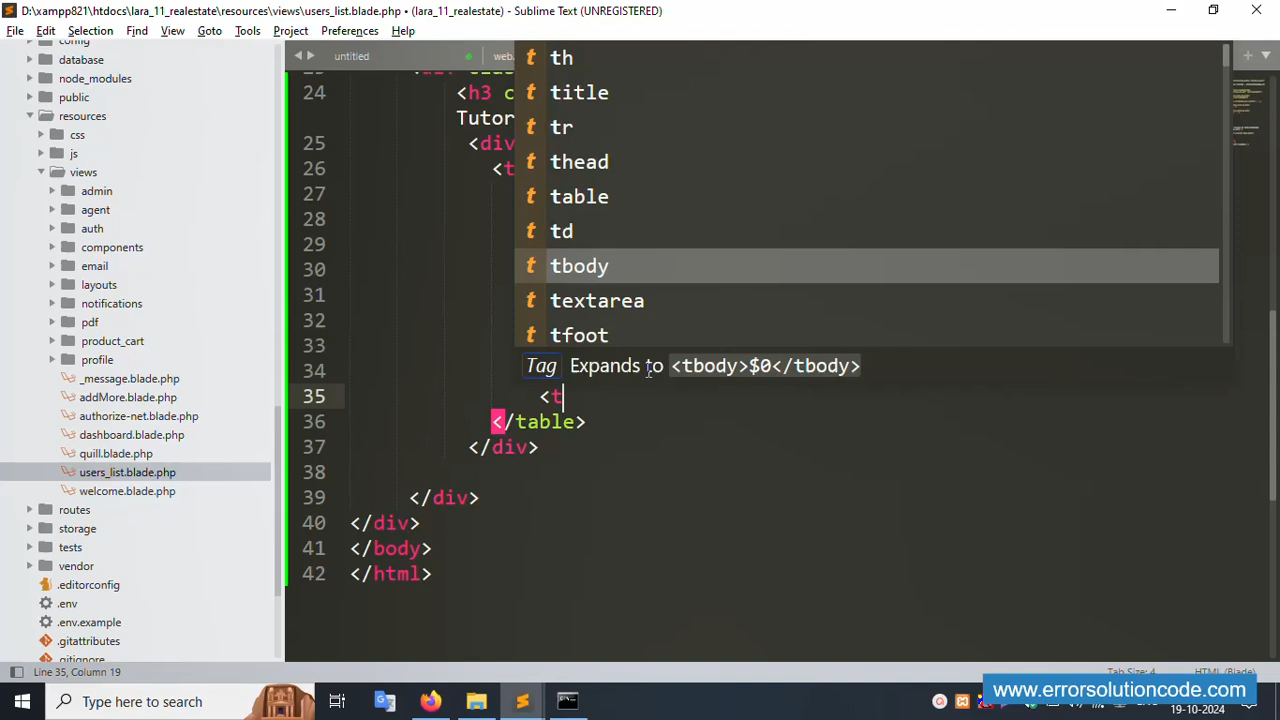 D:\xampp821\htdocs\lara_11_realestate\resources\views\users_list.blade.php • (lara_11_realestate) - Sublime Text (UNREGISTERED)
File Edit Selection Find View Goto Tools Project Preferences Help
untitled
web
database
node_modules
public
resources
css
js
views
admin
agent
auth
components
email
layouts
notifications
pdf
product_cart
profile
_message.blade.php
addMore.blade.php
authorize-net.blade.php
dashboard.blade.php
quill.blade.php
users_list.blade.php
welcome.blade.php
routes
storage
tests
vendor
.editorconfig
.env
.env.example
.gitattributes
.gitignore
24 <h3 c
Tutor
25 <div
26 <t
27
28
29
30
31
32
33
34
35 <t
36 </table>
37 </div>
38
39 </div>
40 </div>
41 </body>
42 </html>
t th
t title
t tr
t thead
t table
t td
t tbody
t textarea
t tfoot
Tag Expands to <tbody>$0</tbody>
Line 35, Column 19
Tab Size: 4 HTML (Blade)
Type here to search
www.errorsolutioncode.com
19-10-2024